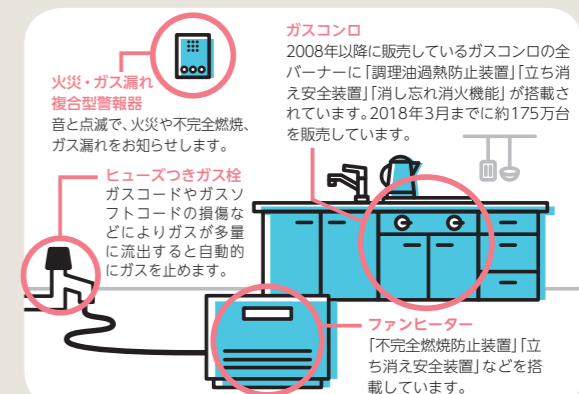 火災・ガス漏れ
複合型警報器
音と点滅で、火災や不完全燃焼、
ガス漏れをお知らせします。
ガスコンロ
2008年以降に販売しているガスコンロの全
バーナーに「調理油過熱防止装置」「立ち消
え安全装置」「消し忘れ消火機能」が搭載さ
れています。2018年3月までに約175万台
を販売しています。
ヒューズつきガス栓
ガスコードやガスソ
フトコードの損傷な
どによりガスが多量
に流出すると自動的
にガスを止めます。
ファンヒーター
「不完全燃焼防止装置」「立
ち消え安全装置」などを搭
載しています。